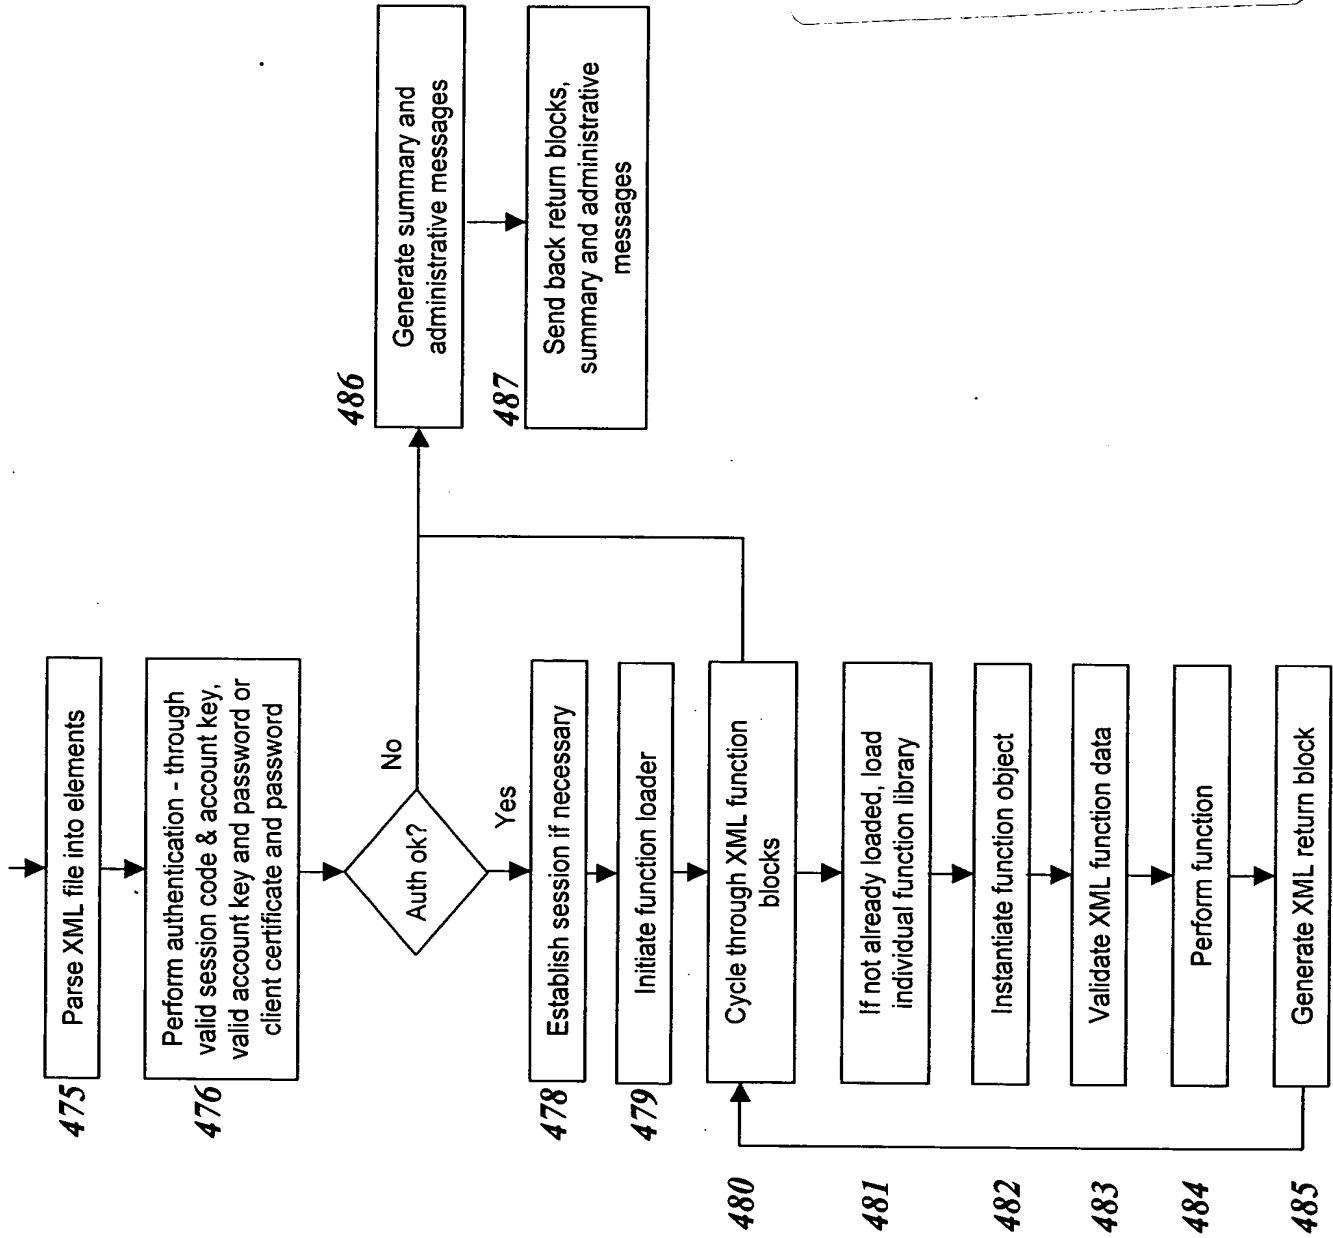 475
Parse XML file into elements
476
Perform authentication - through
valid session code & account key,
valid account key and password or
client certificate and password
Auth ok?
No
Yes
478
Establish session if necessary
479
Initiate function loader
480
Cycle through XML function
blocks
481
If not already loaded, load
individual function library
482
Instantiate function object
483
Validate XML function data
484
Perform function
485
Generate XML return block
486
Generate summary and
administrative messages
487
Send back return blocks,
summary and administrative
messages